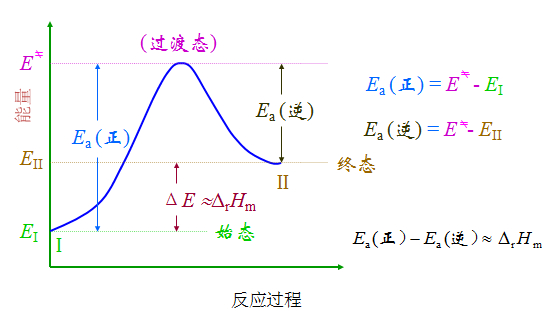 (过渡态)
E≒
能量
Ea(正)
Ea(逆)
Ea(正)=E≒-EI
Ea(逆)=E≒-EII
EII
II
终态
ΔE≈ΔrHm
EI
I
始态
Ea(正)-Ea(逆)≈ΔrHm
反应过程